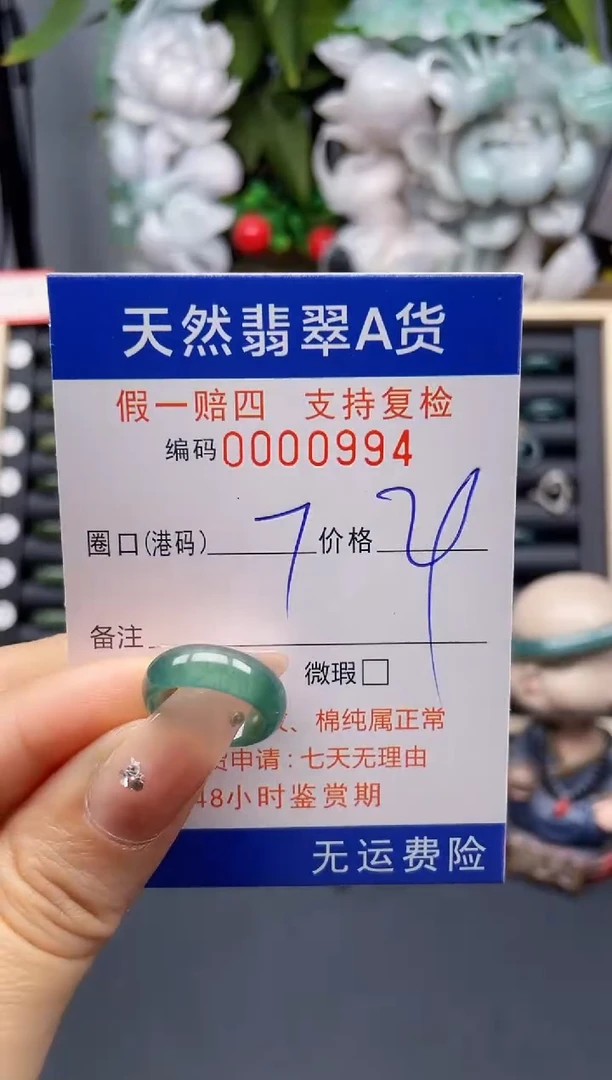 天然翡翠A货
假一赔四 支持复检
编码0000994
圈口(港码) 7 价格
备注
微瑕□
、棉纯属正常
申请:七天无理由
48小时鉴赏期
无运费险